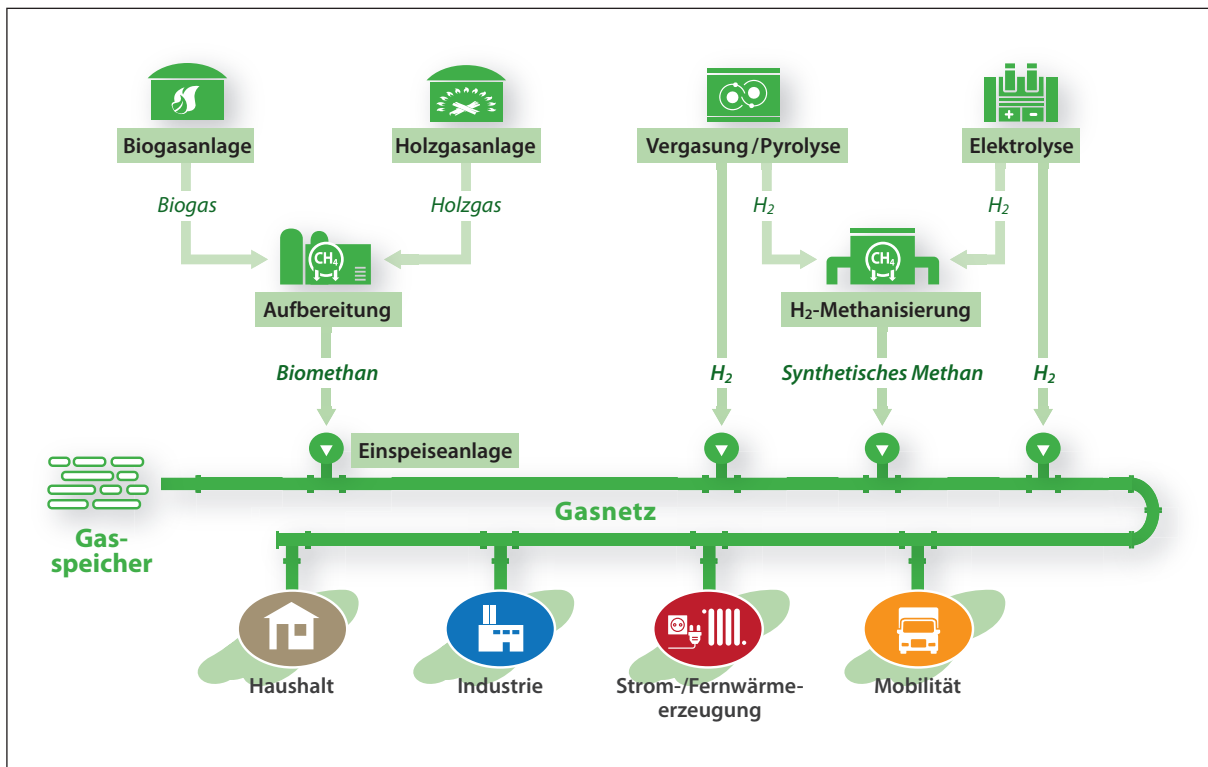 Biogasanlage
Holzgasanlage
Vergasung/Pyrolyse
Elektrolyse
+ -
Biogas
Holzgas
H₂
H₂
CH₄
CH₄
Aufbereitung
H₂-Methanisierung
Biomethan
H₂
Synthetisches Methan
H₂
Einspeiseanlage
Gasnetz
Gas-
speicher
Haushalt
Industrie
Strom-/Fernwärme-
erzeugung
Mobilität